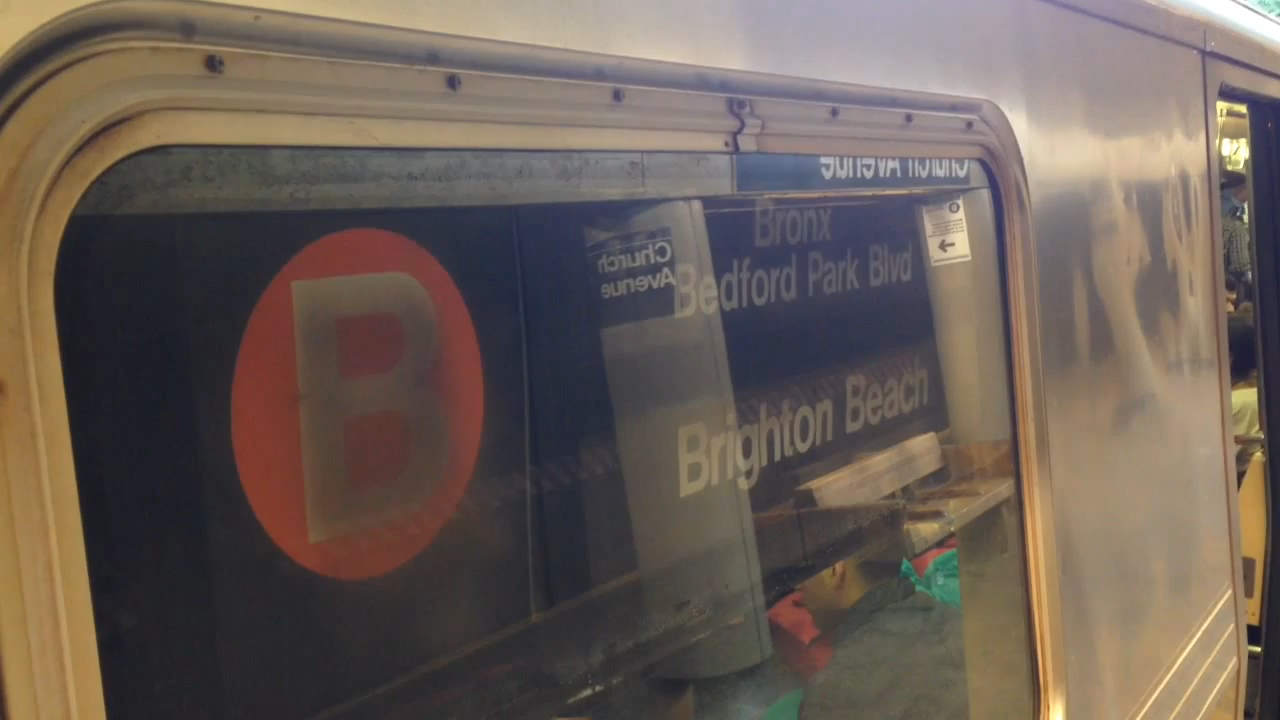 Church Avenue
B
Church
Avenue
Bronx
Bedford Park Blvd
Brighton Beach